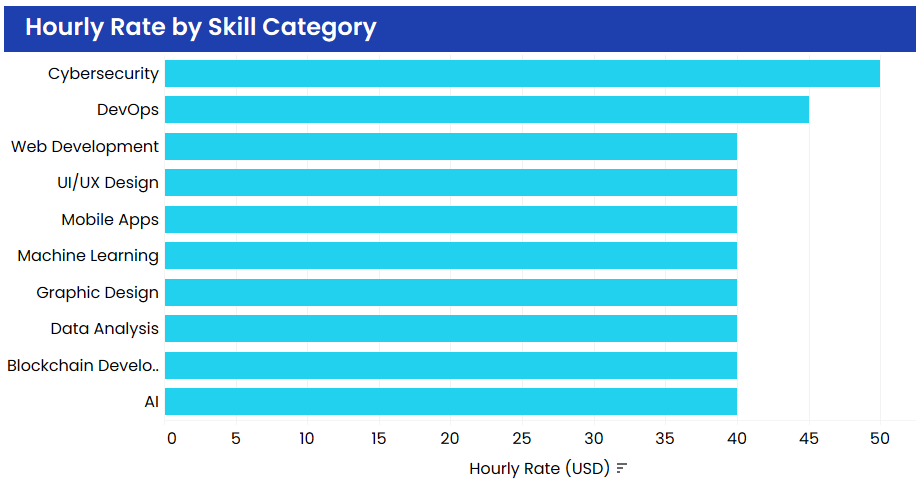 Hourly Rate by Skill Category
Cybersecurity
DevOps
Web Development
UI/UX Design
Mobile Apps
Machine Learning
Graphic Design
Data Analysis
Blockchain Develo..
AI
0 5 10 15 20 25 30 35 40 45 50
Hourly Rate (USD)